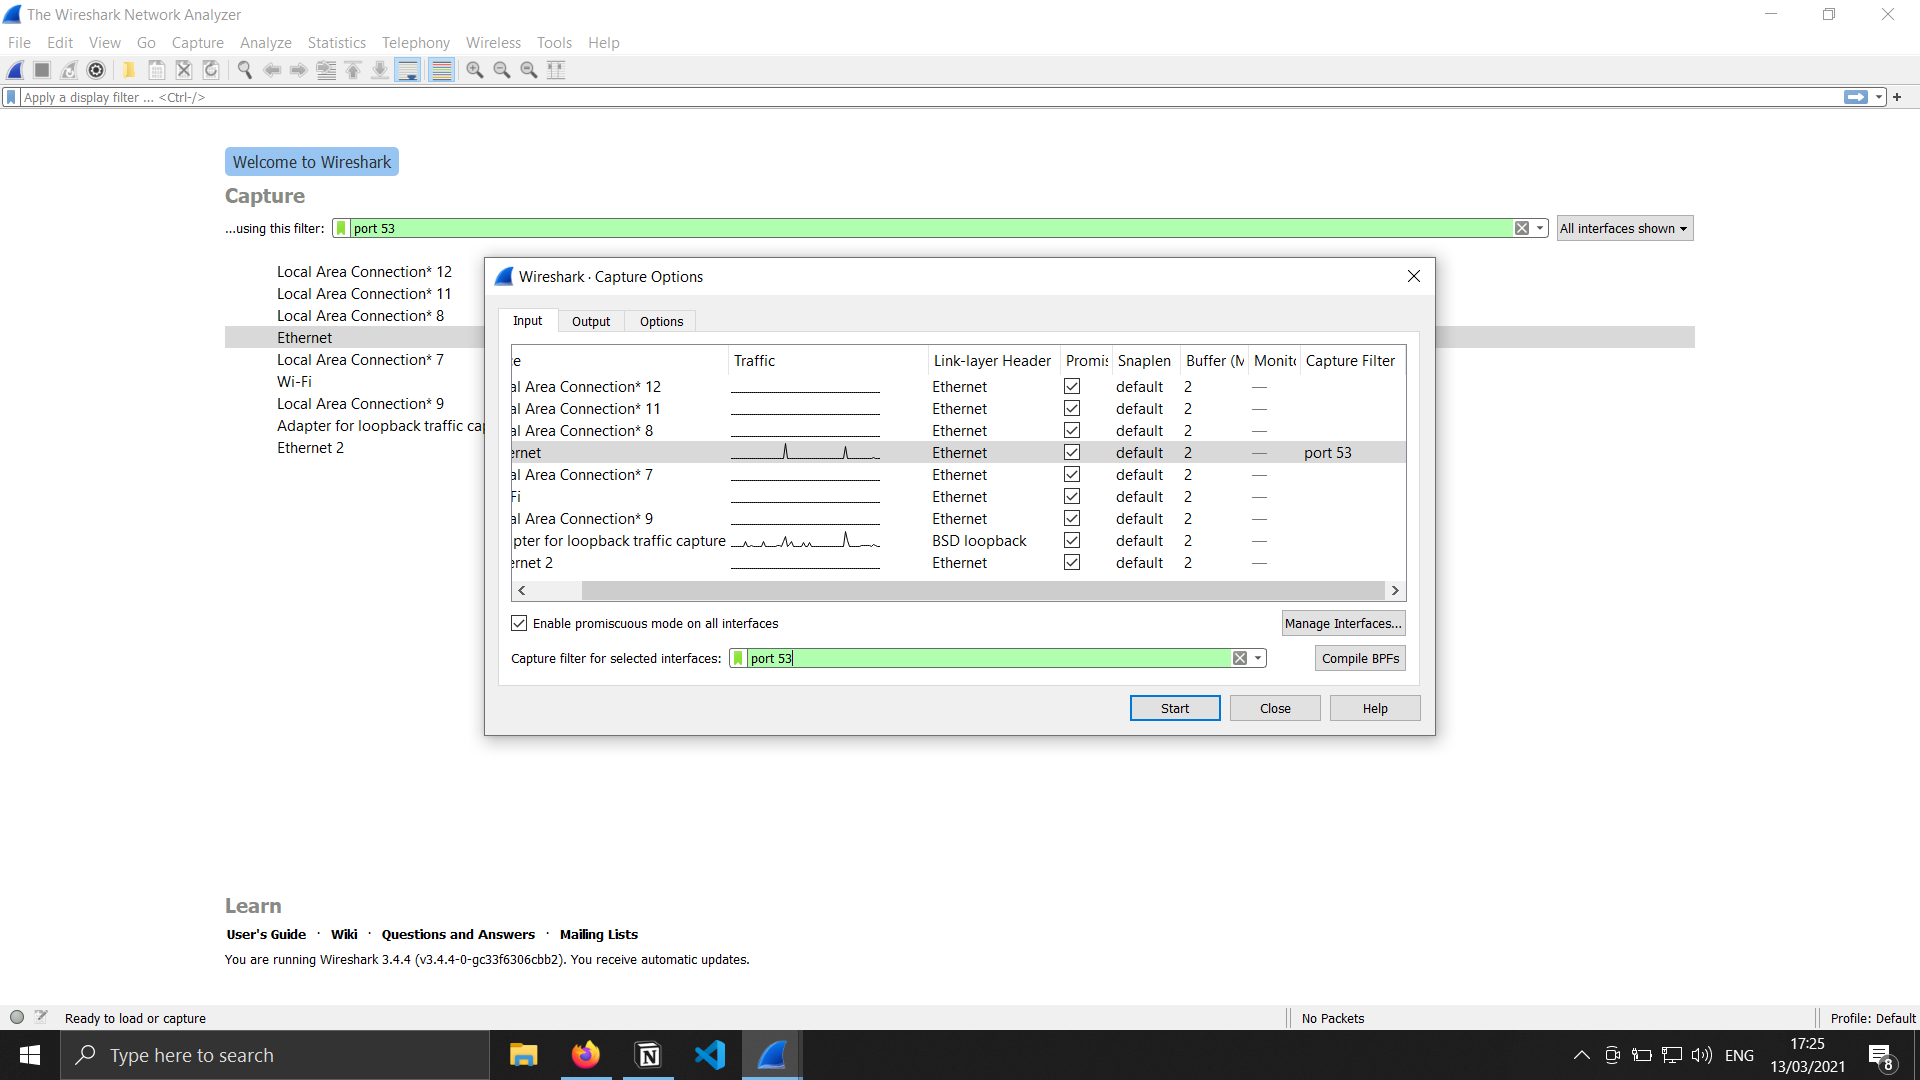 The Wireshark Network Analyzer
File Edit View Go Capture Analyze Statistics Telephony Wireless Tools Help
Apply a display filter ... <Ctrl-/>
Welcome to Wireshark
Capture
...using this filter: port 53 All interfaces shown
Local Area Connection* 12
Local Area Connection* 11
Local Area Connection* 8
Ethernet
Local Area Connection* 7
Wi-Fi
Local Area Connection* 9
Adapter for loopback traffic cap
Ethernet 2
Wireshark · Capture Options
Input Output Options
ce Traffic Link-layer Header Promis Snaplen Buffer (M Monito Capture Filter
al Area Connection* 12 Ethernet default 2 —
al Area Connection* 11 Ethernet default 2 —
al Area Connection* 8 Ethernet default 2 —
ernet Ethernet default 2 — port 53
al Area Connection* 7 Ethernet default 2 —
Fi Ethernet default 2 —
al Area Connection* 9 Ethernet default 2 —
pter for loopback traffic capture BSD loopback default 2 —
ernet 2 Ethernet default 2 —
Enable promiscuous mode on all interfaces Manage Interfaces...
Capture filter for selected interfaces: port 53 Compile BPFs
Start Close Help
Learn
User's Guide · Wiki · Questions and Answers · Mailing Lists
You are running Wireshark 3.4.4 (v3.4.4-0-gc33f6306cbb2). You receive automatic updates.
Ready to load or capture No Packets Profile: Default
Type here to search ENG 17:25
13/03/2021 8